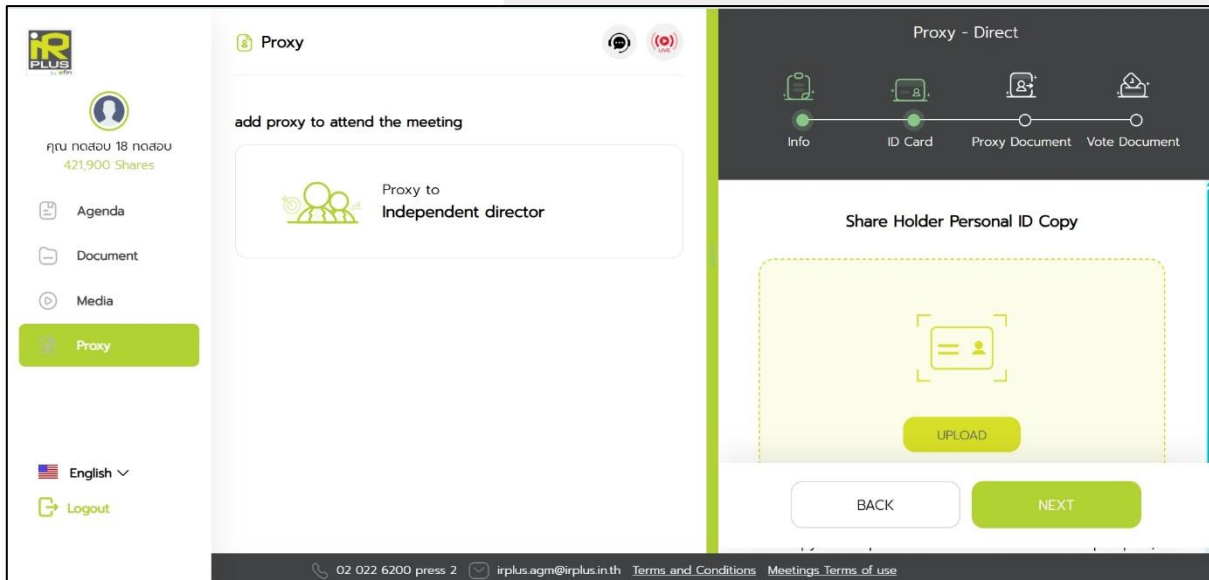 iR
PLUS
by efin
คุณ ทดสอบ 18 ทดสอบ
421,900 Shares
Agenda
Document
Media
Proxy
English
Logout
Proxy
LIVE
add proxy to attend the meeting
Proxy to
Independent director
Proxy - Direct
Info ID Card Proxy Document Vote Document
Share Holder Personal ID Copy
UPLOAD
BACK NEXT
02 022 6200 press 2 irplus.agm@irplus.in.th Terms and Conditions Meetings Terms of use